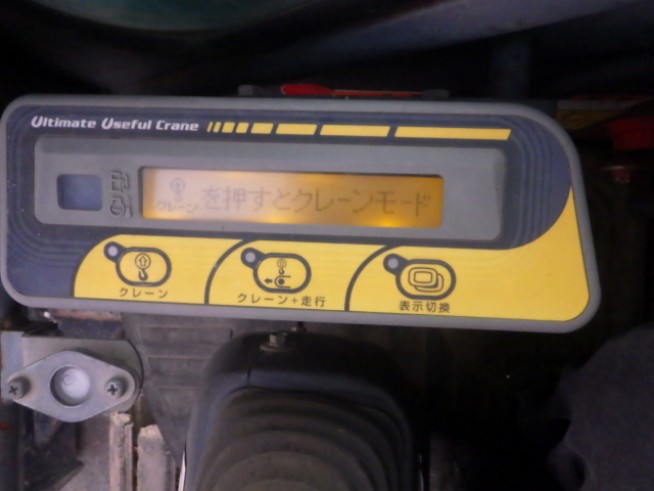 Ultimate Useful Crane
クレーン を押すとクレーンモード
クレーン
クレーン+走行
表示切換